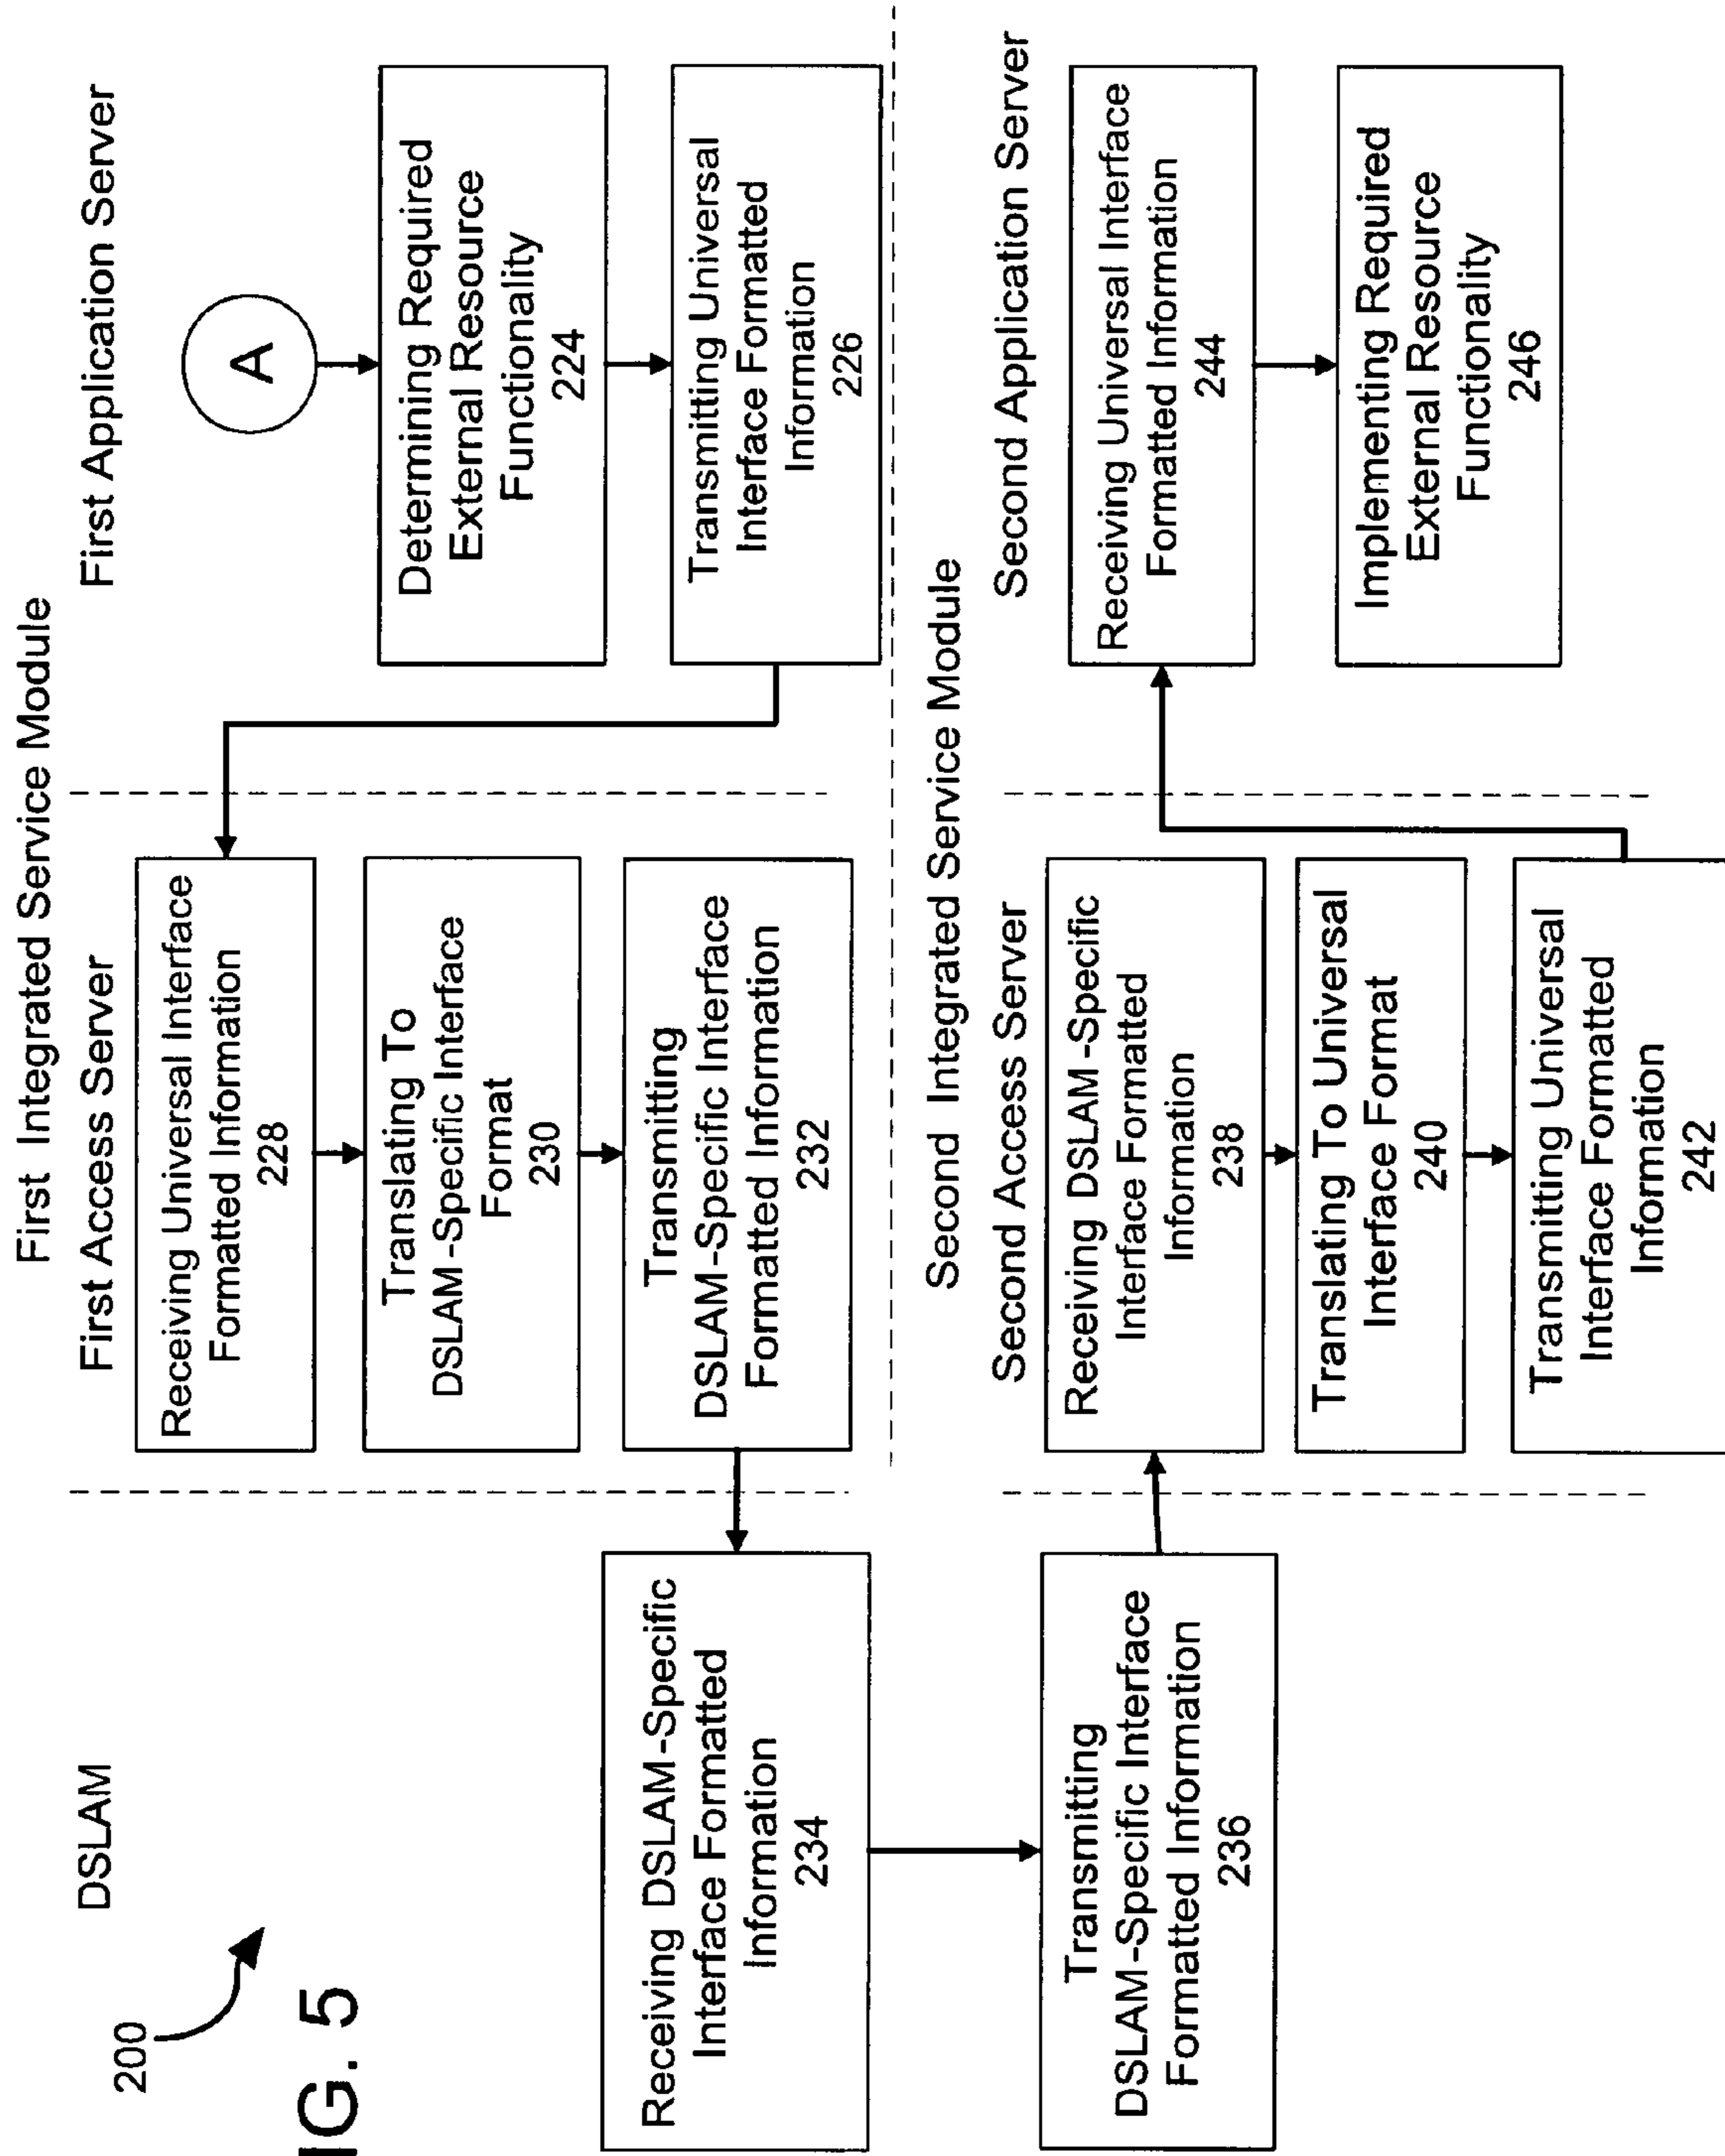 First Integrated Service Module
DSLAM
First Access Server
First Application Server
200
IG. 5
A
Determining Required
External Resource
Functionality
224
Transmitting Universal
Interface Formatted
Information
226
Receiving Universal Interface
Formatted Information
228
Translating To
DSLAM-Specific Interface
Format
230
Transmitting
DSLAM-Specific Interface
Formatted Information
232
Receiving DSLAM-Specific
Interface Formatted
Information
234
Transmitting
DSLAM-Specific Interface
Formatted Information
236
Second Integrated Service Module
Second Access Server
Second Application Server
Receiving DSLAM-Specific
Interface Formatted
Information
238
Translating To Universal
Interface Format
240
Transmitting Universal
Interface Formatted
Information
242
Receiving Universal Interface
Formatted Information
244
Implementing Required
External Resource
Functionality
246